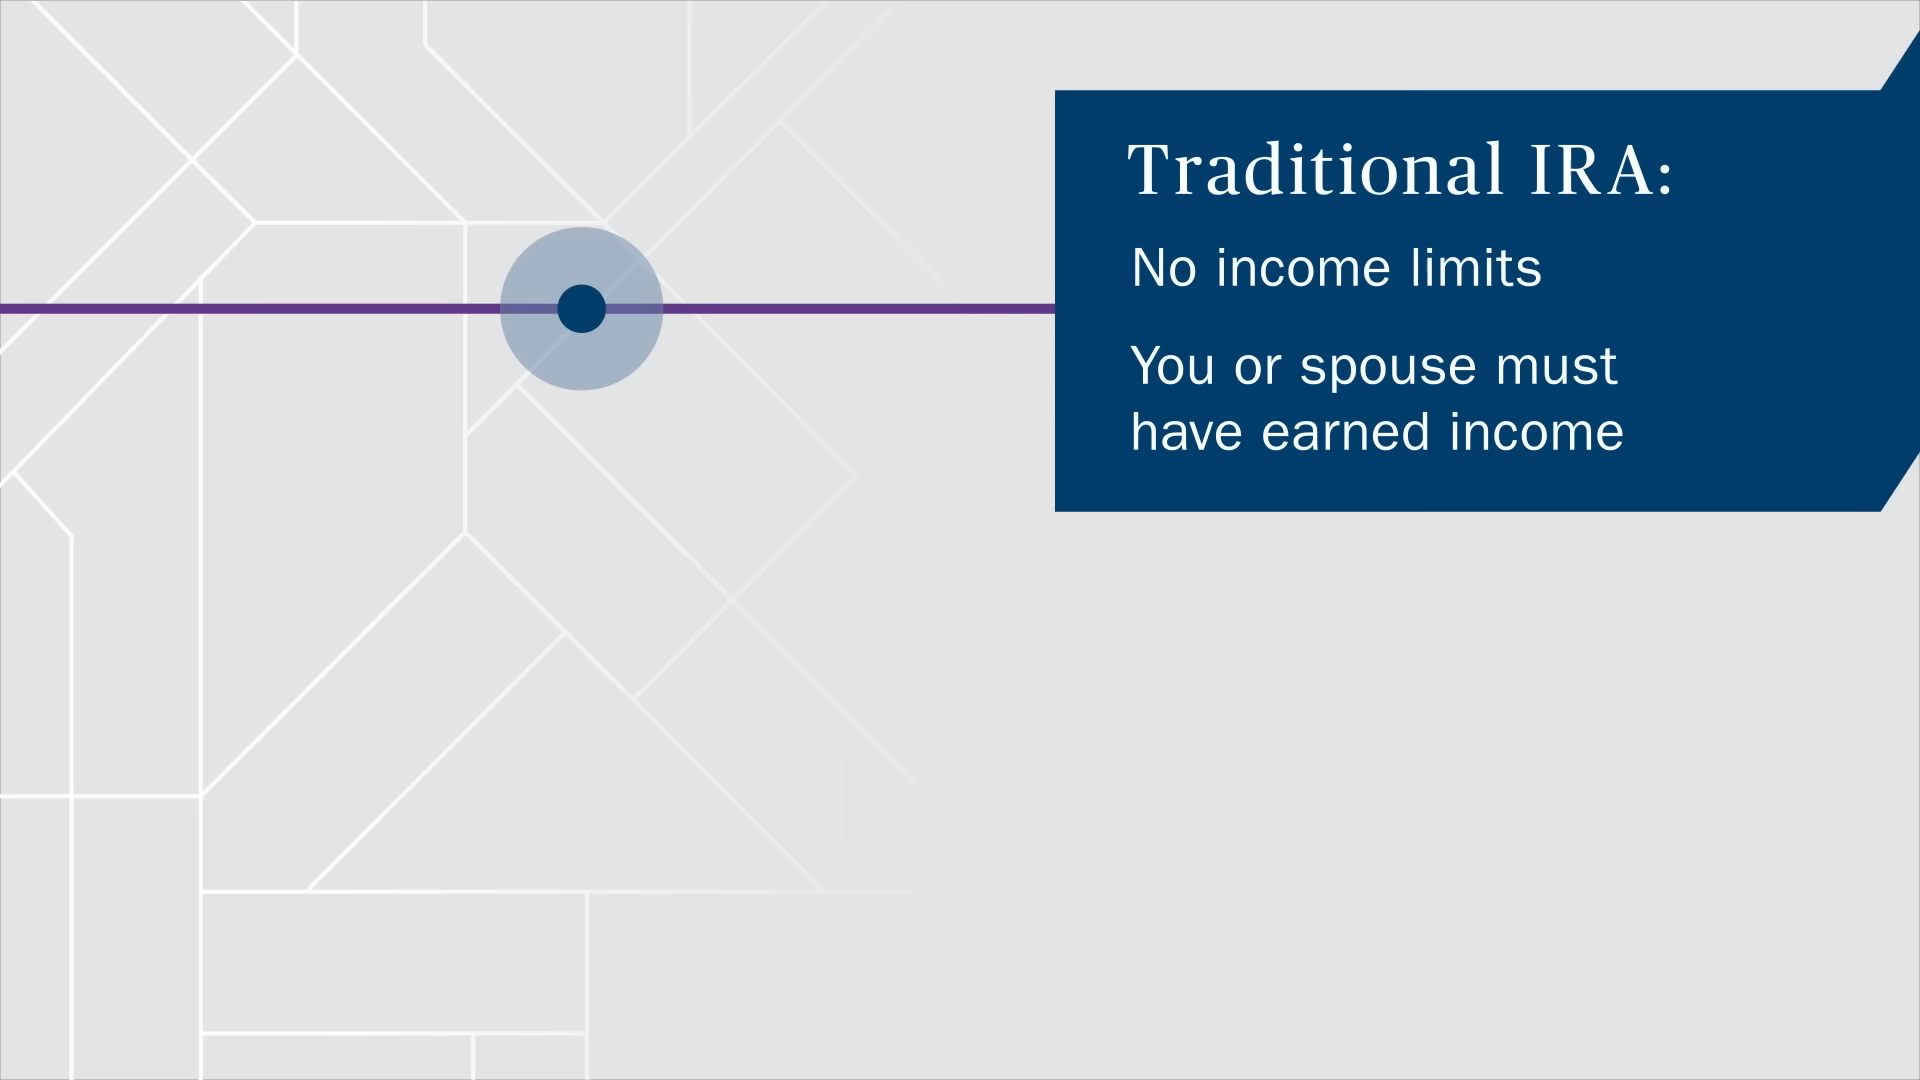 Traditional IRA:
No income limits
You or spouse must
have earned income